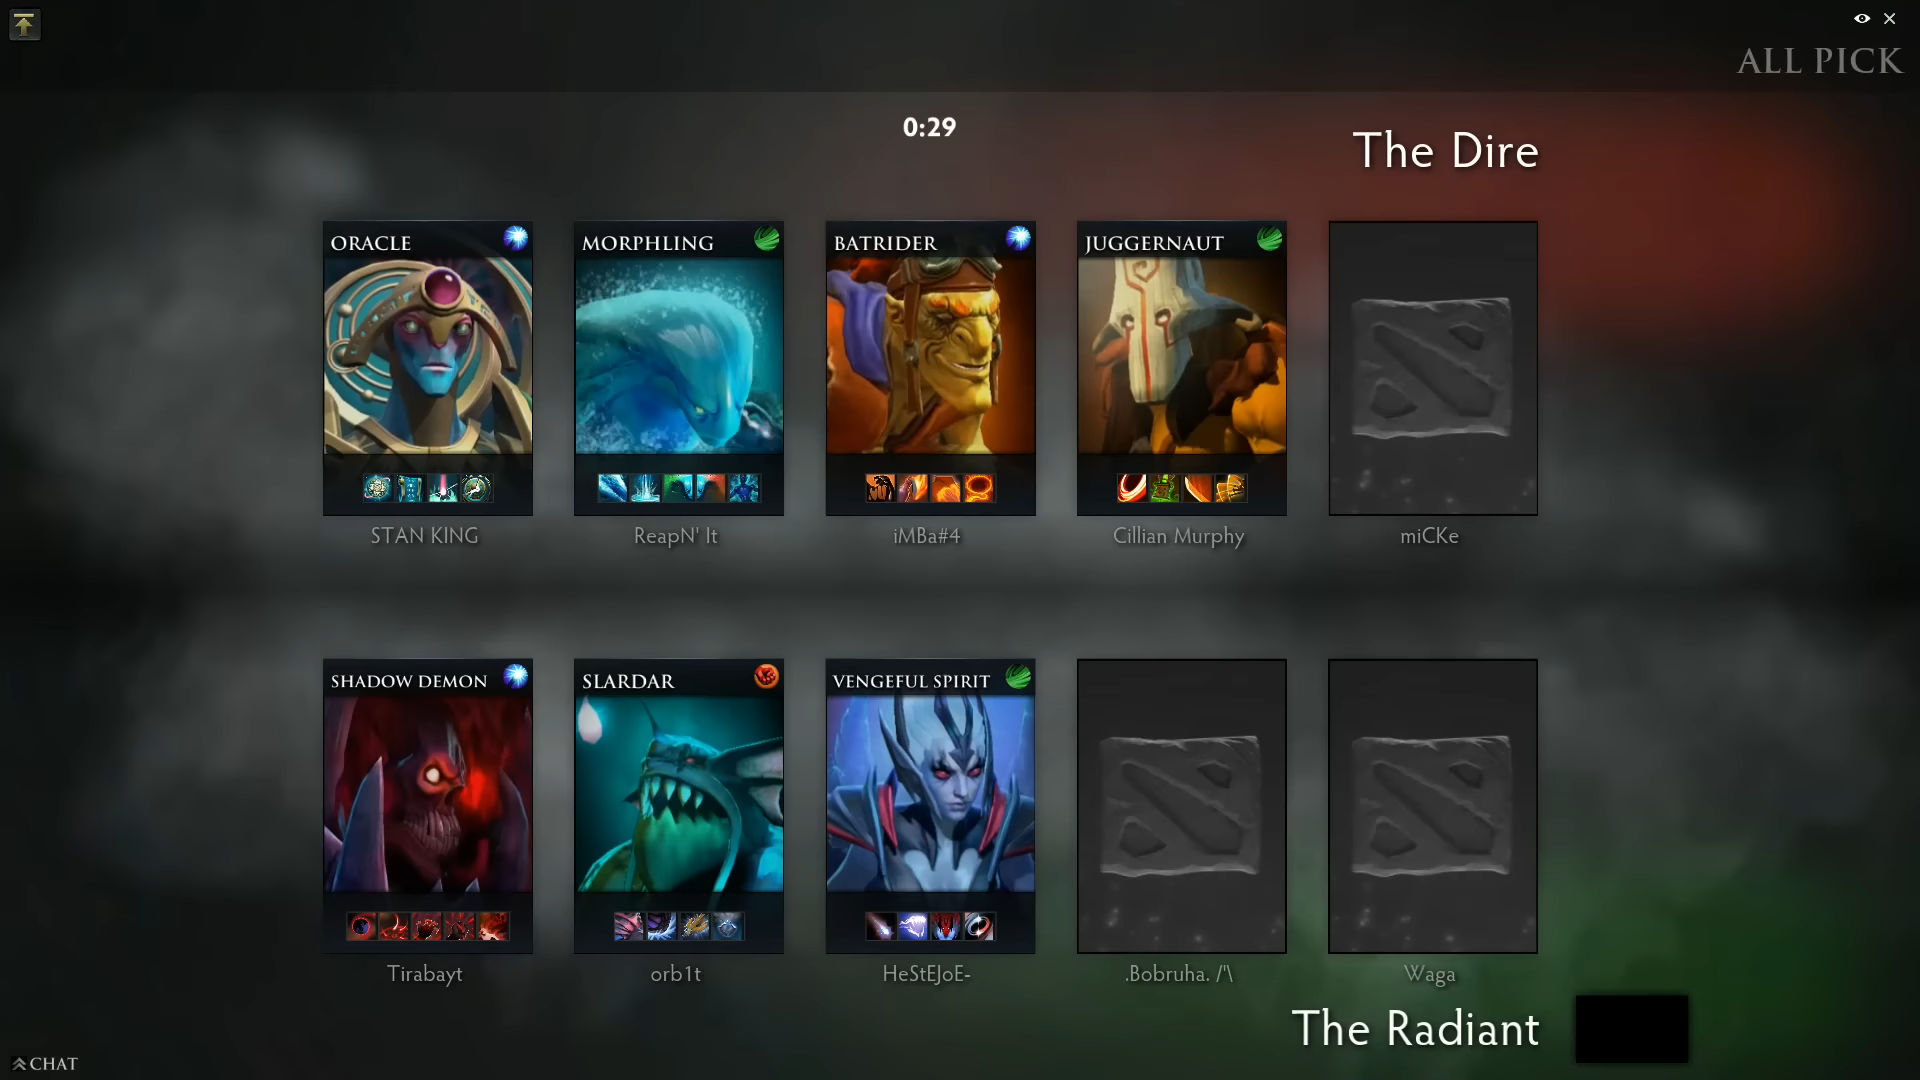 ALL PICK
0:29
The Dire
ORACLE
MORPHLING
BATRIDER
JUGGERNAUT
STAN KING
ReapN' It
iMBa#4
Cillian Murphy
miCKe
SHADOW DEMON
SLARDAR
VENGEFUL SPIRIT
Tirabayt
orb1t
HeStEJoE-
.Bobruha. /'\
Waga
The Radiant
CHAT